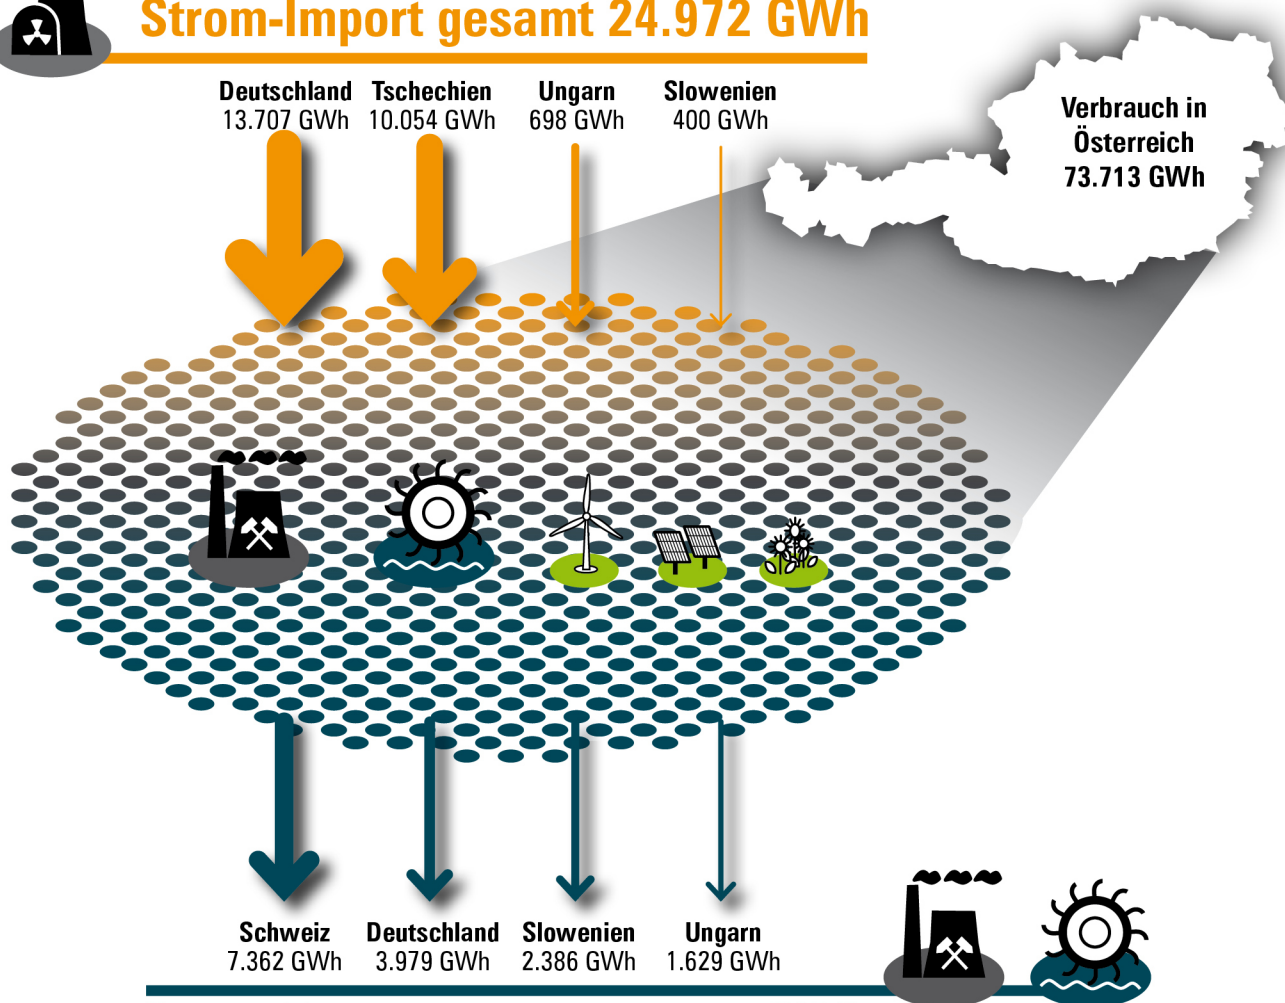 Strom-Import gesamt 24.972 GWh
Deutschland
13.707 GWh
Tschechien
10.054 GWh
Ungarn
698 GWh
Slowenien
400 GWh
Verbrauch in
Österreich
73.713 GWh
Schweiz
7.362 GWh
Deutschland
3.979 GWh
Slowenien
2.386 GWh
Ungarn
1.629 GWh